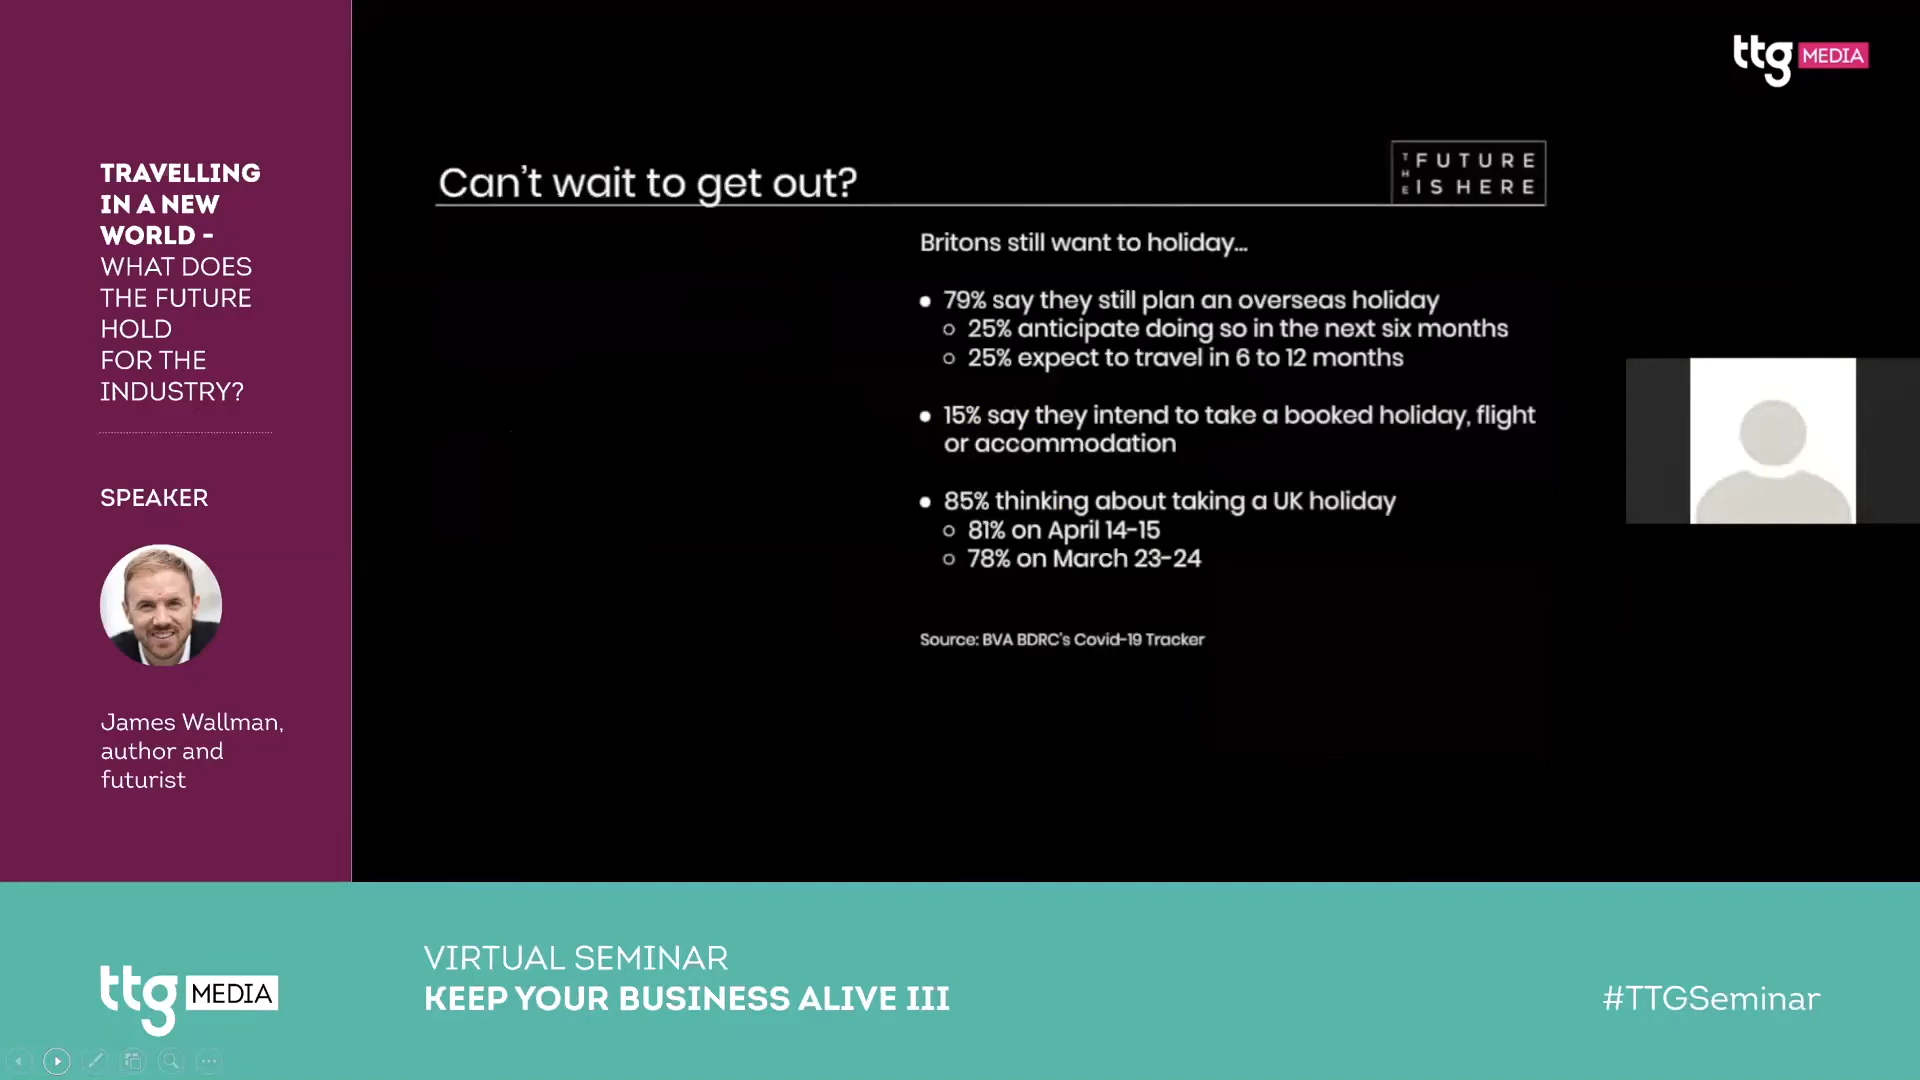 ttg MEDIA
TRAVELLING
IN A NEW
WORLD -
WHAT DOES
THE FUTURE
HOLD
FOR THE
INDUSTRY?
SPEAKER
James Wallman,
author and
futurist
Can't wait to get out?
THE FUTURE
IS HERE
Britons still want to holiday...
● 79% say they still plan an overseas holiday
○ 25% anticipate doing so in the next six months
○ 25% expect to travel in 6 to 12 months
● 15% say they intend to take a booked holiday, flight
or accommodation
● 85% thinking about taking a UK holiday
○ 81% on April 14-15
○ 78% on March 23-24
Source: BVA BDRC's Covid-19 Tracker
ttg MEDIA
VIRTUAL SEMINAR
KEEP YOUR BUSINESS ALIVE III
#TTGSeminar